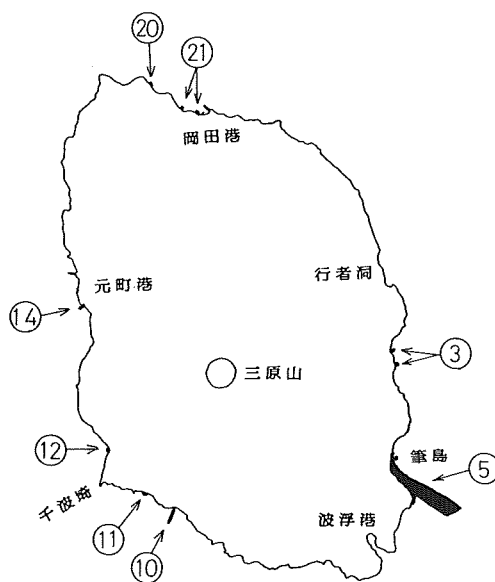 ⑳
㉑
岡田港
行者洞
元町港
⑭
③
三原山
⑫
筆島
⑤
千波崎
波浮港
⑪
⑩